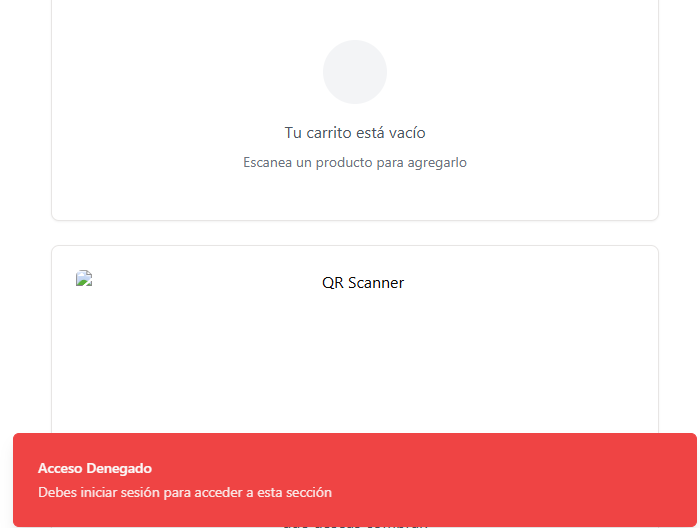 Tu carrito está vacío
Escanea un producto para agregarlo
QR Scanner
Acceso Denegado
Debes iniciar sesión para acceder a esta sección